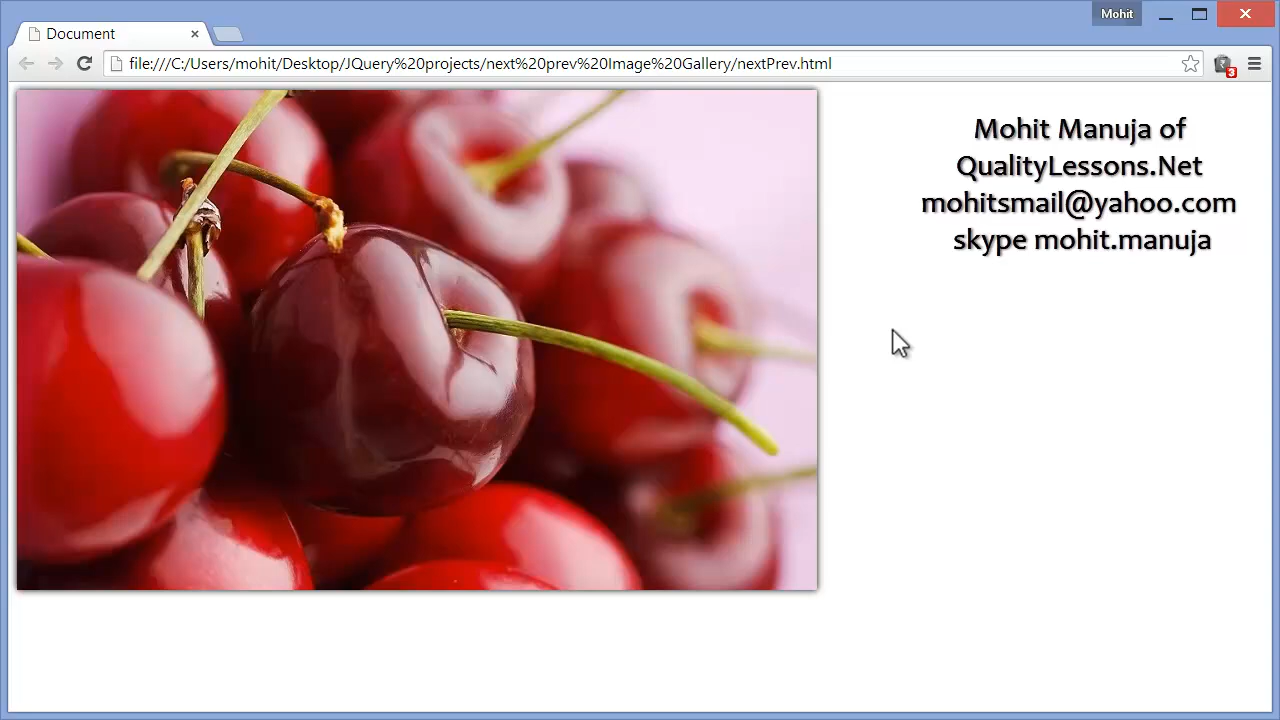 Mohit
Document
file:///C:/Users/mohit/Desktop/JQuery%20projects/next%20prev%20Image%20Gallery/nextPrev.html
3
Mohit Manuja of
QualityLessons.Net
mohitsmail@yahoo.com
skype mohit.manuja